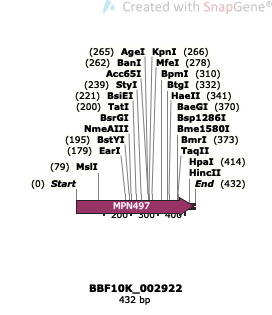 Created with SnapGene®
(265) AgeI KpnI (266)
(262) BanI MfeI (278)
Acc65I BpmI (310)
(239) StyI BtgI (332)
(221) BsiEI HaeII (341)
(200) TatI BaeGI (370)
BsrGI Bsp1286I
NmeAIII Bme1580I
(195) BstYI BmrI (373)
(179) EarI TaqII
(79) MslI HpaI (414)
HincII
(0) Start End (432)
MPN497
200 300 400
BBF10K_002922
432 bp